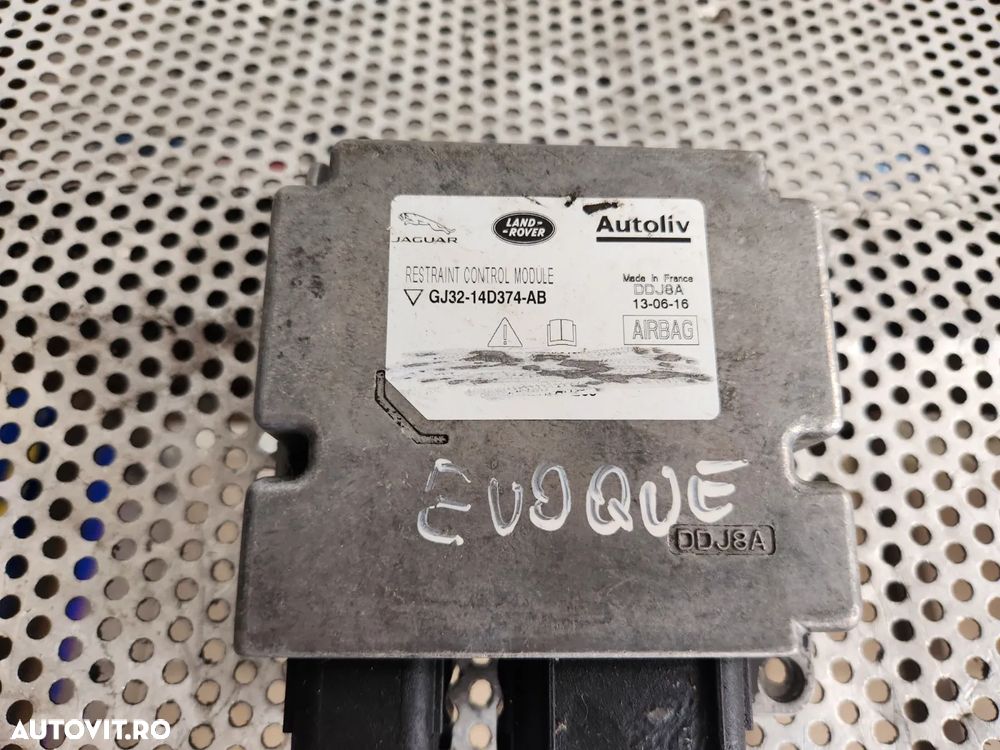 JAGUAR
LAND-
-ROVER
Autoliv
RESTRAINT CONTROL MODULE
GJ32-14D374-AB
Made in France
DDJ8A
13-06-16
AIRBAG
EVOQUE
DDJ8A
AUTOVIT.RO